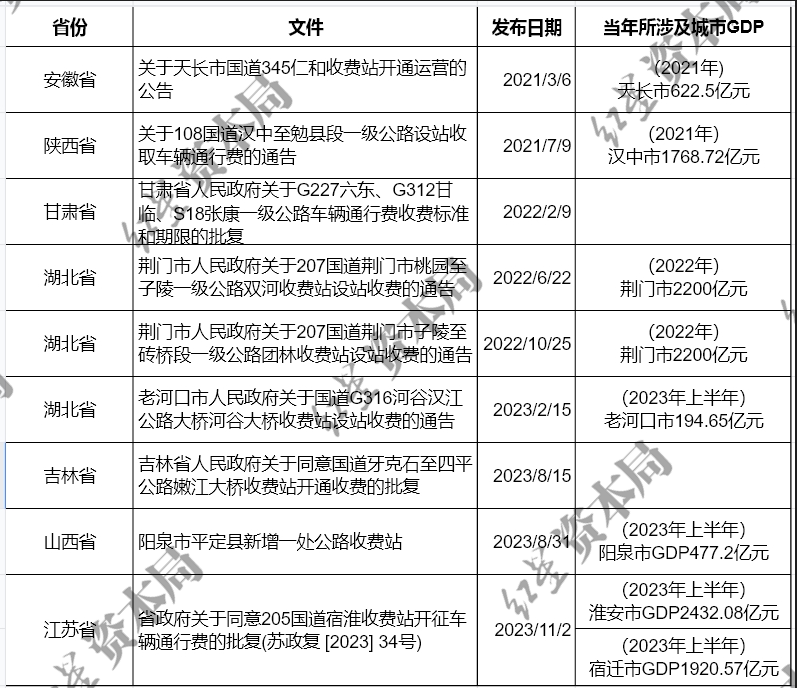 省份 文件 发布日期 当年所涉及城市GDP
安徽省 关于天长市国道345仁和收费站开通运营的 2021/3/6 (2021年)
公告 天长市622.5亿元
陕西省 关于108国道汉中至勉县段一级公路设站收 2021/7/9 (2021年)
取车辆通行费的通告 汉中市1768.72亿元
甘肃省人民政府关于G227六东、G312甘
甘肃省 临、S18张康一级公路车辆通行费收费标准 2022/2/9
和期限的批复
湖北省 荆门市人民政府关于207国道荆门市桃园至 2022/6/22 (2022年)
子陵一级公路双河收费站设站收费的通告 荆门市2200亿元
湖北省 荆门市人民政府关于207国道荆门市子陵至 2022/10/25 (2022年)
砖桥段一级公路团林收费站设站收费的通告 荆门市2200亿元
湖北省 老河口市人民政府关于国道G316河谷汉江 2023/2/15 (2023年上半年)
公路大桥河谷大桥收费站设站收费的通告 老河口市194.65亿元
吉林省 吉林省人民政府关于同意国道牙克石至四平 2023/8/15
公路嫩江大桥收费站开通收费的批复
山西省 阳泉市平定县新增一处公路收费站 2023/8/31 (2023年上半年)
阳泉市GDP477.2亿元
江苏省 省政府关于同意205国道宿淮收费站开征车 2023/11/2 (2023年上半年)
辆通行费的批复(苏政复 [2023] 34号) 淮安市GDP2432.08亿元
(2023年上半年)
宿迁市GDP1920.57亿元
红星资本局
红星资本局
红星资本局
红星资本局
红星资本局